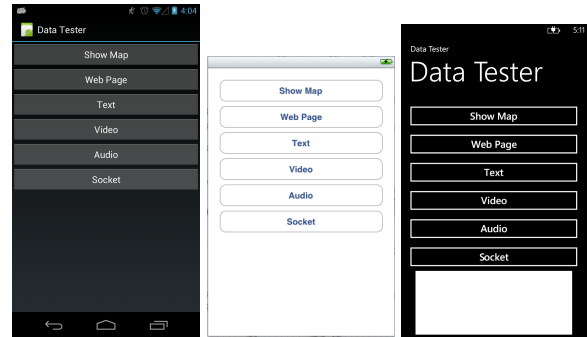 4:04
Data Tester
Show Map
Web Page
Text
Video
Audio
Socket
Show Map
Web Page
Text
Video
Audio
Socket
5:11
Data Tester
Data Tester
Show Map
Web Page
Text
Video
Audio
Socket